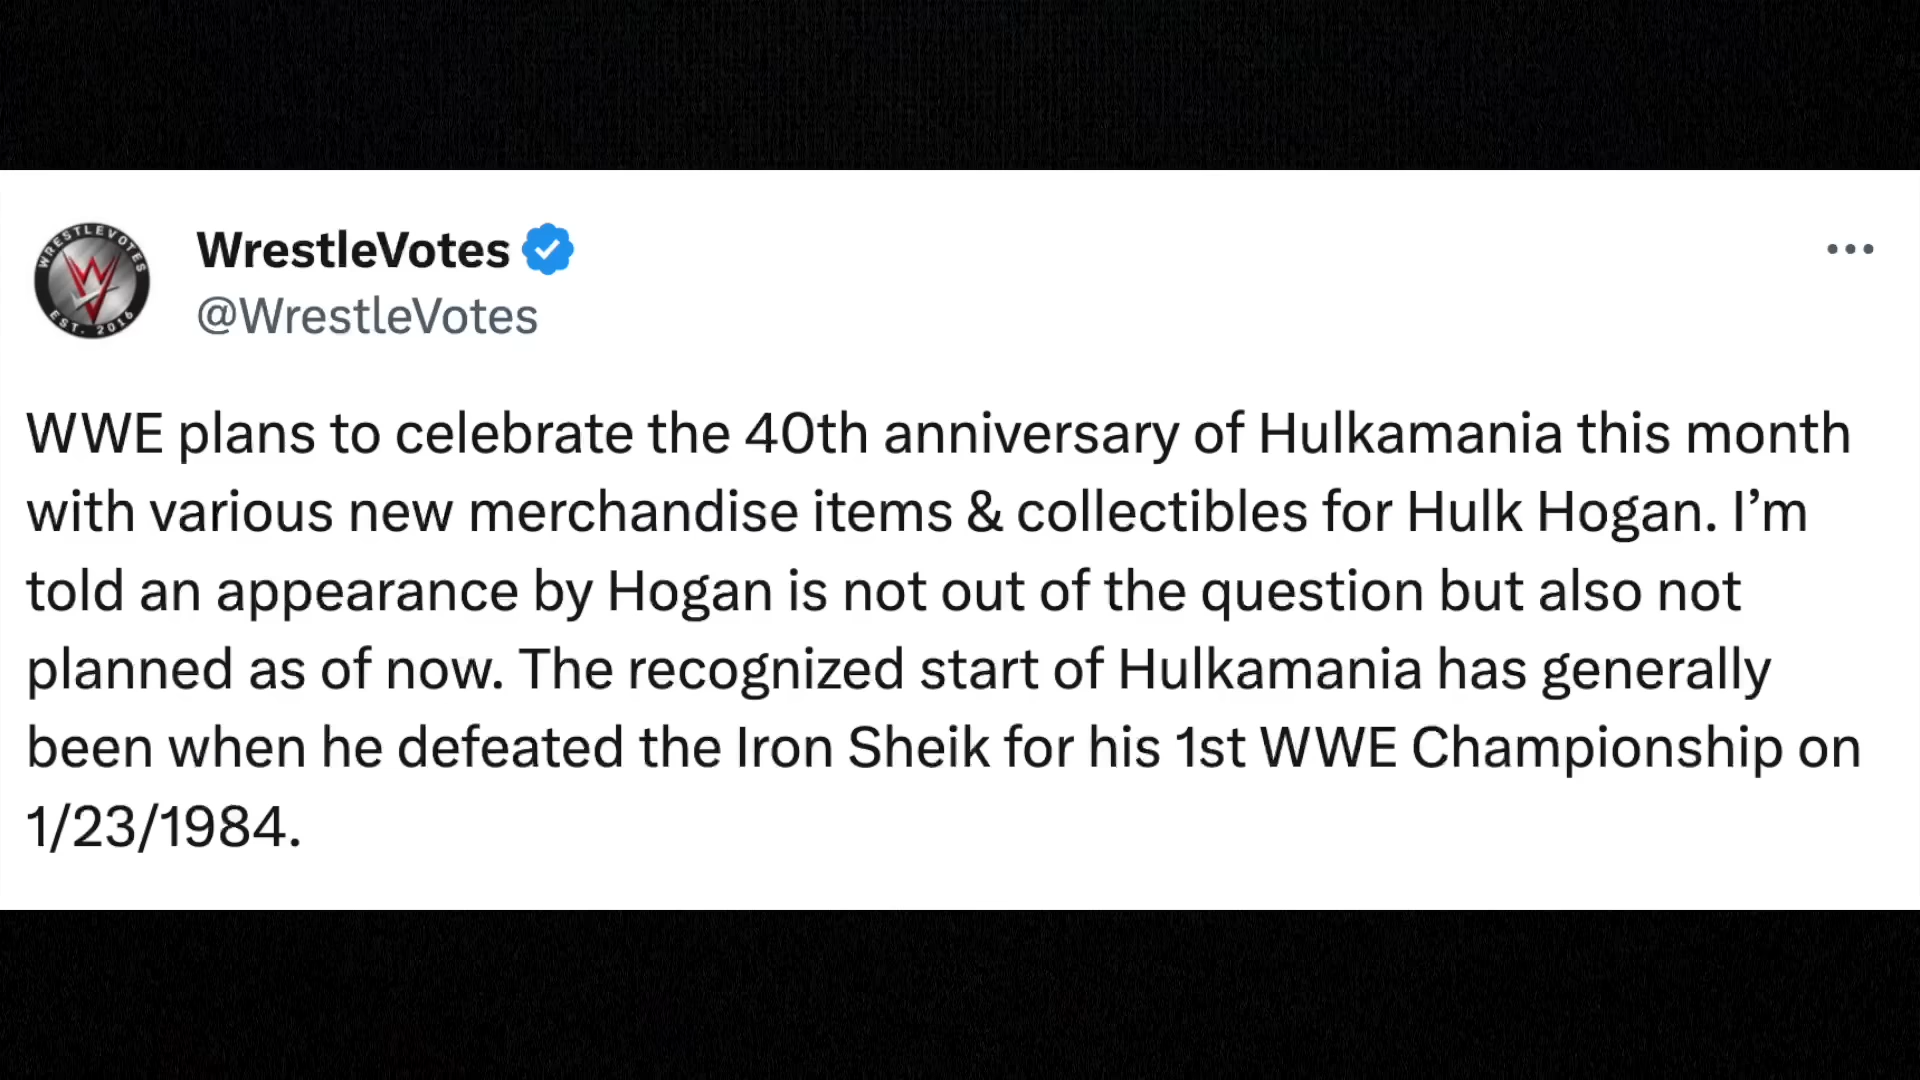 WRESTLEVOTES
EST. 2016
WrestleVotes
@WrestleVotes
WWE plans to celebrate the 40th anniversary of Hulkamania this month
with various new merchandise items & collectibles for Hulk Hogan. I’m
told an appearance by Hogan is not out of the question but also not
planned as of now. The recognized start of Hulkamania has generally
been when he defeated the Iron Sheik for his 1st WWE Championship on
1/23/1984.